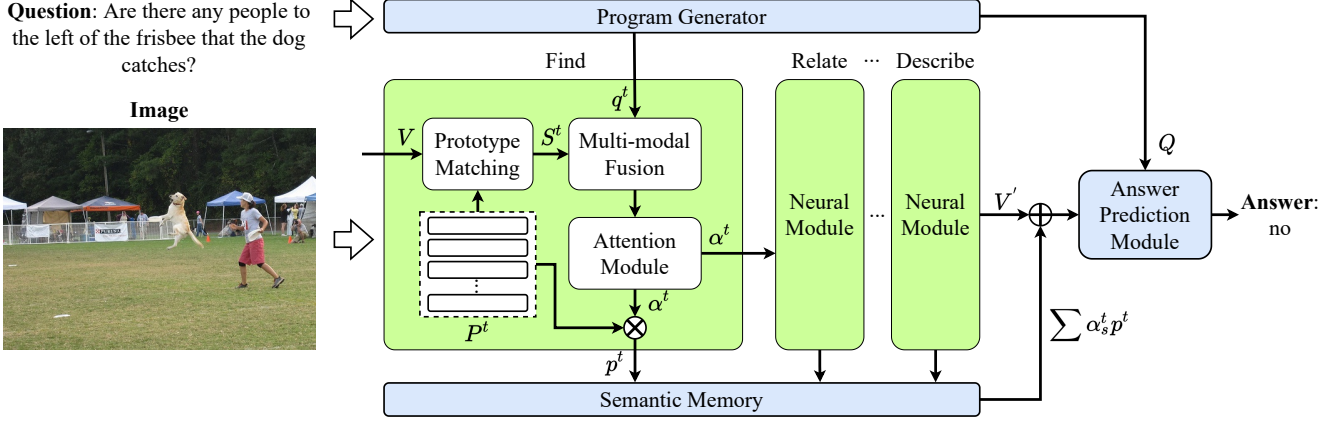 Question: Are there any people to
the left of the frisbee that the dog
catches?
Image
Program Generator
Find
Relate ··· Describe
q^t
V
Prototype
Matching
S^t
Multi-modal
Fusion
Attention
Module
α^t
α^t
P^t
p^t
Neural
Module
...
Neural
Module
V'
Q
Answer
Prediction
Module
Answer:
no
∑ α_s^t p^t
Semantic Memory